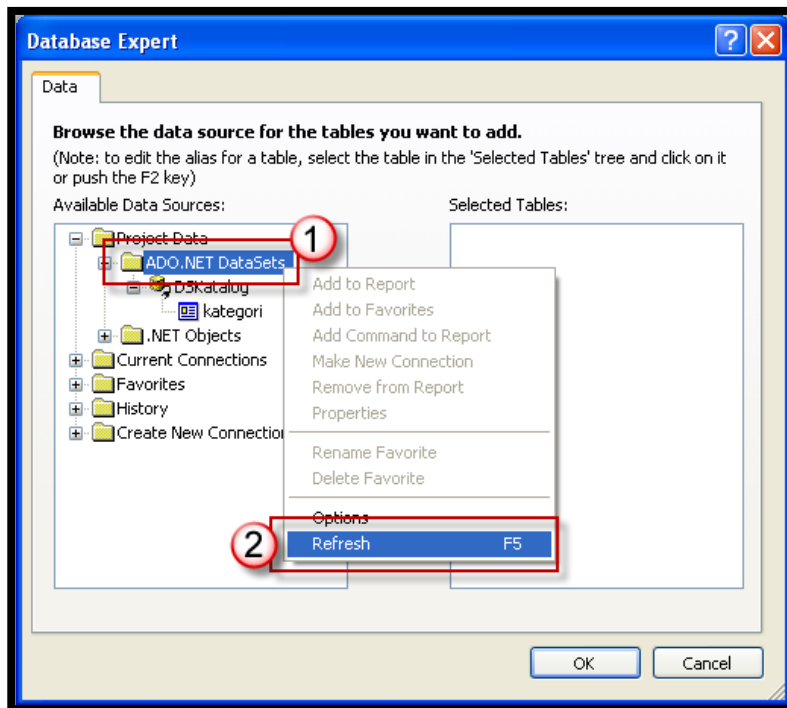 Database Expert
Data
Browse the data source for the tables you want to add.
(Note: to edit the alias for a table, select the table in the 'Selected Tables' tree and click on it
or push the F2 key)
Available Data Sources:
Selected Tables:
Project Data
1
ADO.NET DataSets
DSKatalog
kategori
.NET Objects
Current Connections
Favorites
History
Create New Connection
Add to Report
Add to Favorites
Add Command to Report
Make New Connection
Remove from Report
Properties
Rename Favorite
Delete Favorite
Options
2
Refresh F5
OK Cancel